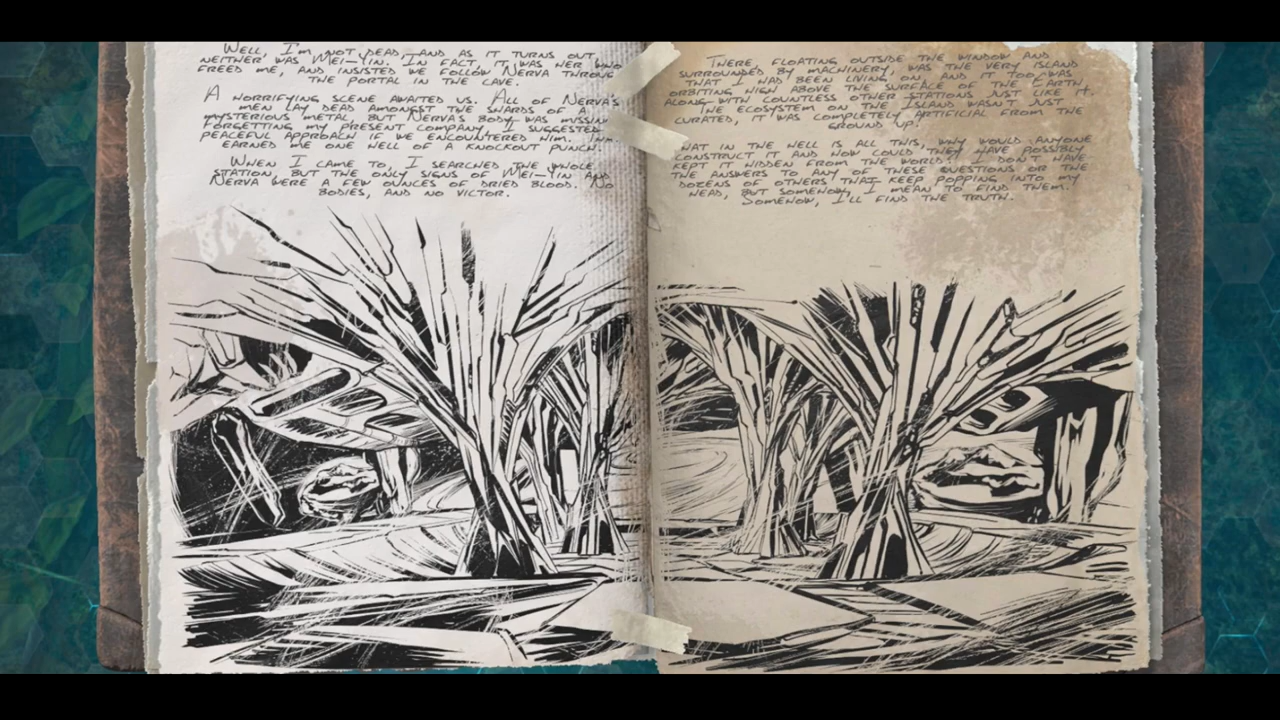 Well, I'm not dead, and as it turns out
neither was Mei-Yin. In fact, it was her who
freed me, and insisted we follow Nerva through
the portal in the cave.
A horrifying scene awaited us. All of Nerva's
men lay dead amongst the shards of a
mysterious metal, but Nerva's body was missing.
Forgetting my present company, I suggested a
peaceful approach if we encountered him. That
earned me one hell of a knockout punch.
When I came to, I searched the whole
station, but the only signs of Mei-Yin and
Nerva were a few ounces of dried blood. No
bodies, and no victor.
There, floating outside the window and
surrounded by machinery, was the very island
that I had been living on, and it too was
orbiting high above the surface of the Earth,
along with countless other stations just like it.
The ecosystem on the Island wasn't just
curated, it was completely artificial from the
ground up!
What in the hell is all this, why would anyone
construct it and how could they have possibly
kept it hidden from the world? I don't have
the answers to any of these questions or the
dozens of others that keep popping into my
head, but somehow, I mean to find them.
Somehow, I'll find the truth.